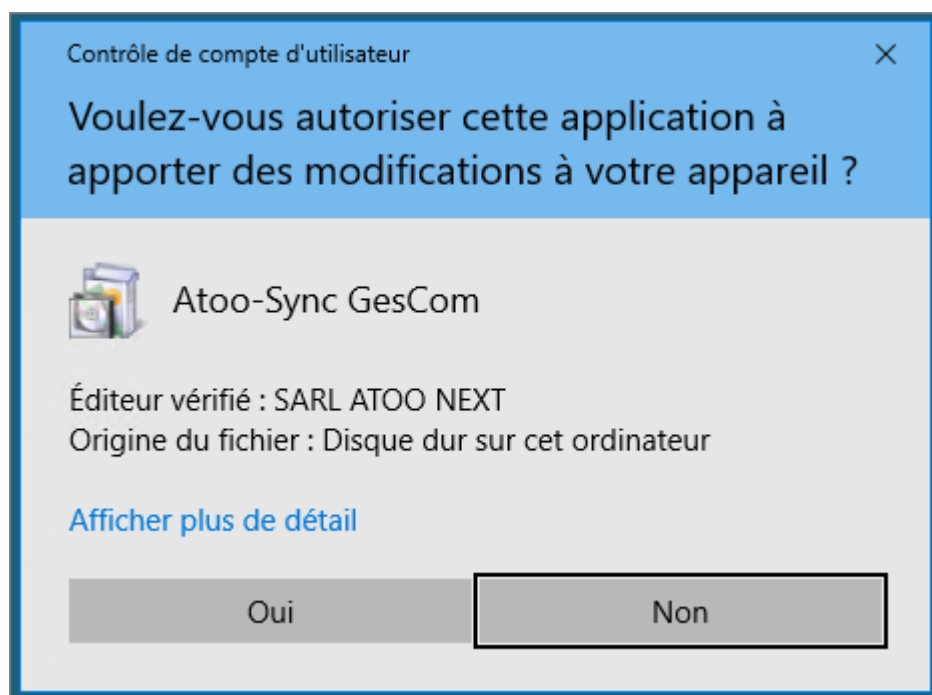 Contrôle de compte d'utilisateur
Voulez-vous autoriser cette application à
apporter des modifications à votre appareil ?
Atoo-Sync GesCom
Éditeur vérifié : SARL ATOO NEXT
Origine du fichier : Disque dur sur cet ordinateur
Afficher plus de détail
Oui
Non